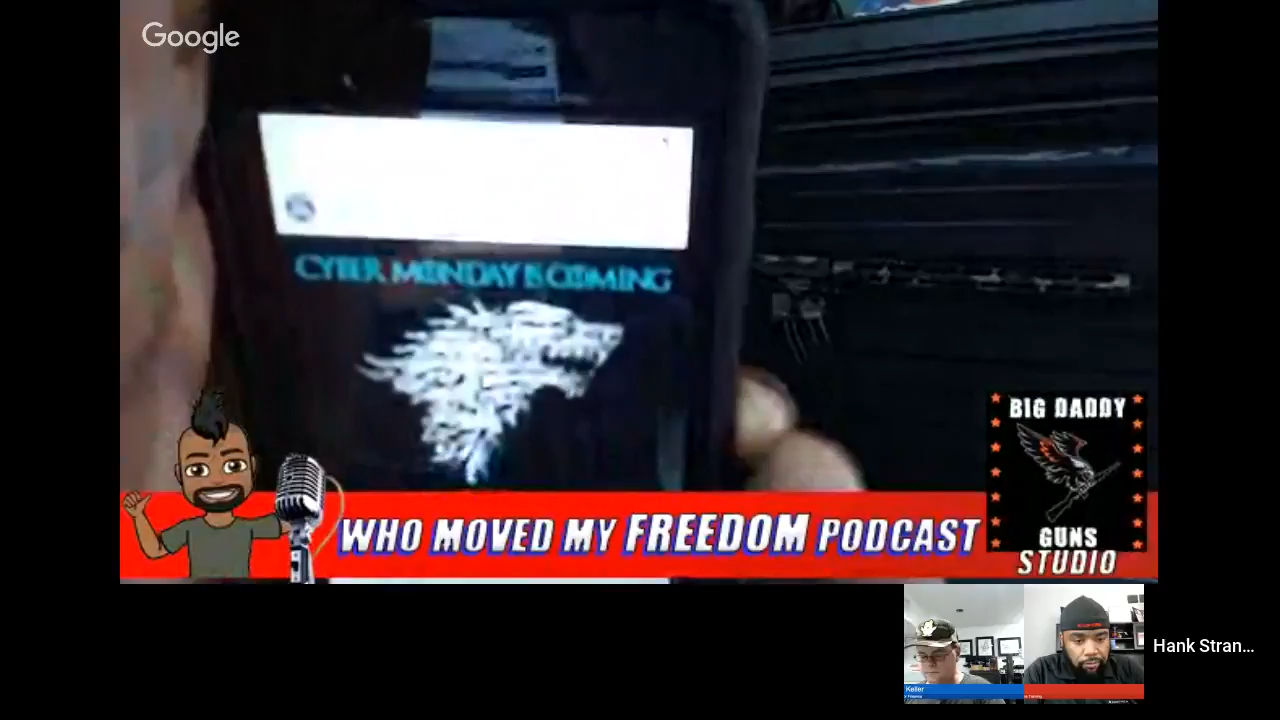 Google
CYBER MONDAY IS COMING
BIG DADDY
GUNS
STUDIO
WHO MOVED MY FREEDOM PODCAST
Keller
Hank Stran...